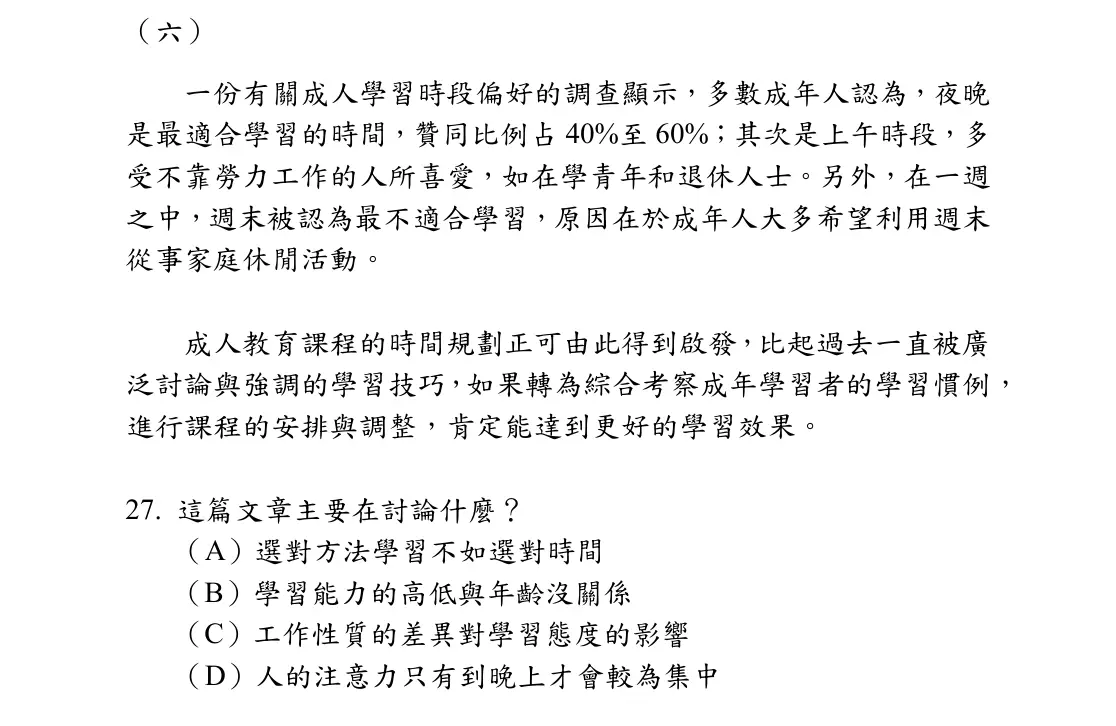 （六）
一份有關成人學習時段偏好的調查顯示，多數成年人認為，夜晚
是最適合學習的時間，贊同比例占 40%至 60%；其次是上午時段，多
受不靠勞力工作的人所喜愛，如在學青年和退休人士。另外，在一週
之中，週末被認為最不適合學習，原因在於成年人大多希望利用週末
從事家庭休閒活動。
成人教育課程的時間規劃正可由此得到啟發，比起過去一直被廣
泛討論與強調的學習技巧，如果轉為綜合考察成年學習者的學習慣例，
進行課程的安排與調整，肯定能達到更好的學習效果。
27. 這篇文章主要在討論什麼？
（A）選對方法學習不如選對時間
（B）學習能力的高低與年齡沒關係
（C）工作性質的差異對學習態度的影響
（D）人的注意力只有到晚上才會較為集中